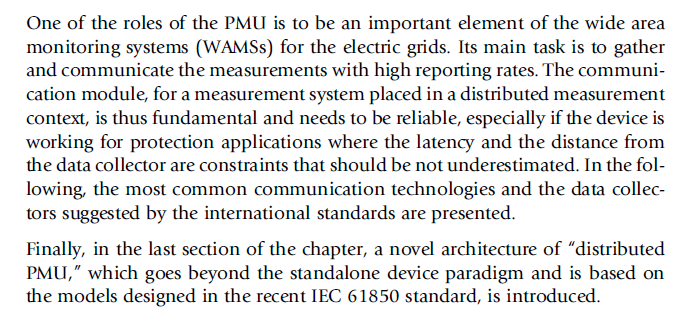 One of the roles of the PMU is to be an important element of the wide area
monitoring systems (WAMSs) for the electric grids. Its main task is to gather
and communicate the measurements with high reporting rates. The communi-
cation module, for a measurement system placed in a distributed measurement
context, is thus fundamental and needs to be reliable, especially if the device is
working for protection applications where the latency and the distance from
the data collector are constraints that should be not underestimated. In the fol-
lowing, the most common communication technologies and the data collec-
tors suggested by the international standards are presented.
Finally, in the last section of the chapter, a novel architecture of “distributed
PMU,” which goes beyond the standalone device paradigm and is based on
the models designed in the recent IEC 61850 standard, is introduced.